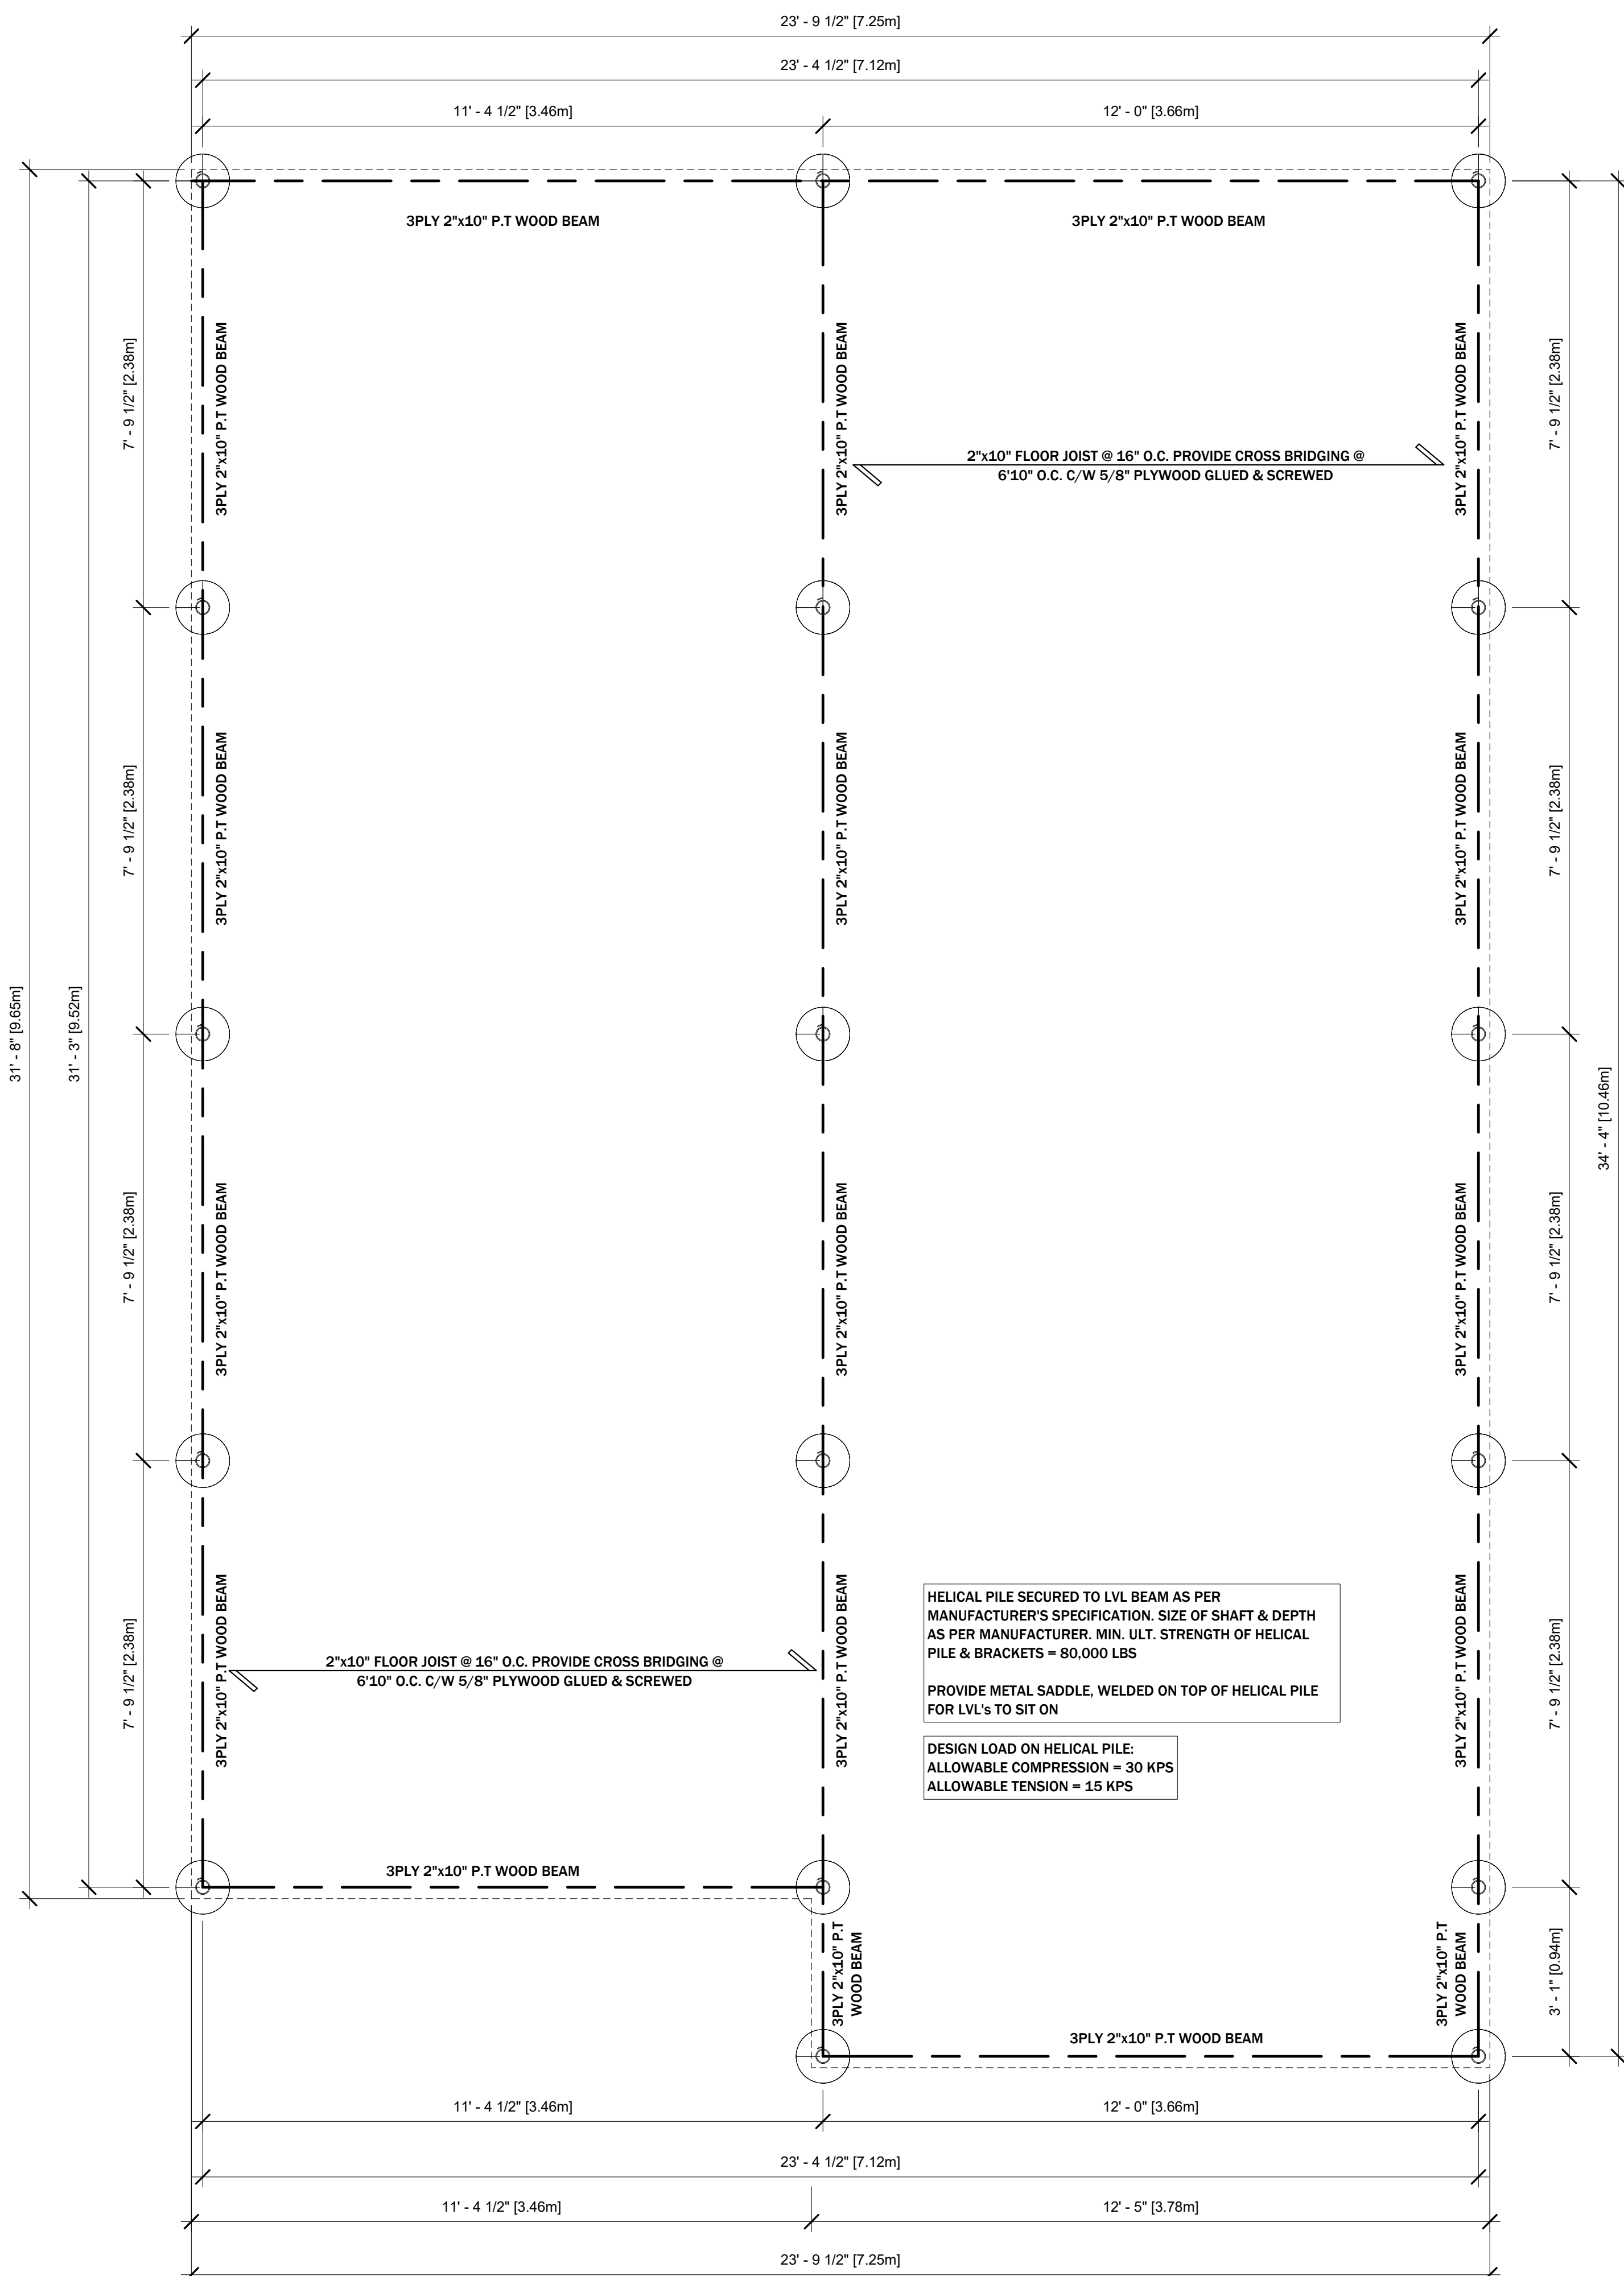 23' - 9 1/2" [7.25m]
23' - 4 1/2" [7.12m]
11' - 4 1/2" [3.46m]
12' - 0" [3.66m]
3PLY 2"x10" P.T WOOD BEAM
3PLY 2"x10" P.T WOOD BEAM
7' - 9 1/2" [2.38m]
3PLY 2"x10" P.T WOOD BEAM
3PLY 2"x10" P.T WOOD BEAM
3PLY 2"x10" P.T WOOD BEAM
7' - 9 1/2" [2.38m]
2"x10" FLOOR JOIST @ 16" O.C. PROVIDE CROSS BRIDGING @
6'10" O.C. C/W 5/8" PLYWOOD GLUED & SCREWED
7' - 9 1/2" [2.38m]
3PLY 2"x10" P.T WOOD BEAM
3PLY 2"x10" P.T WOOD BEAM
3PLY 2"x10" P.T WOOD BEAM
7' - 9 1/2" [2.38m]
31' - 8" [9.65m]
31' - 3" [9.52m]
34' - 4" [10.46m]
7' - 9 1/2" [2.38m]
3PLY 2"x10" P.T WOOD BEAM
3PLY 2"x10" P.T WOOD BEAM
3PLY 2"x10" P.T WOOD BEAM
7' - 9 1/2" [2.38m]
7' - 9 1/2" [2.38m]
3PLY 2"x10" P.T WOOD BEAM
2"x10" FLOOR JOIST @ 16" O.C. PROVIDE CROSS BRIDGING @
6'10" O.C. C/W 5/8" PLYWOOD GLUED & SCREWED
3PLY 2"x10" P.T WOOD BEAM
HELICAL PILE SECURED TO LVL BEAM AS PER
MANUFACTURER'S SPECIFICATION. SIZE OF SHAFT & DEPTH
AS PER MANUFACTURER. MIN. ULT. STRENGTH OF HELICAL
PILE & BRACKETS = 80,000 LBS
PROVIDE METAL SADDLE, WELDED ON TOP OF HELICAL PILE
FOR LVL's TO SIT ON
DESIGN LOAD ON HELICAL PILE:
ALLOWABLE COMPRESSION = 30 KPS
ALLOWABLE TENSION = 15 KPS
3PLY 2"x10" P.T WOOD BEAM
7' - 9 1/2" [2.38m]
3PLY 2"x10" P.T WOOD BEAM
3PLY 2"x10" P.T
WOOD BEAM
3PLY 2"x10" P.T
WOOD BEAM
3' - 1" [0.94m]
3PLY 2"x10" P.T WOOD BEAM
11' - 4 1/2" [3.46m]
12' - 0" [3.66m]
23' - 4 1/2" [7.12m]
11' - 4 1/2" [3.46m]
12' - 5" [3.78m]
23' - 9 1/2" [7.25m]